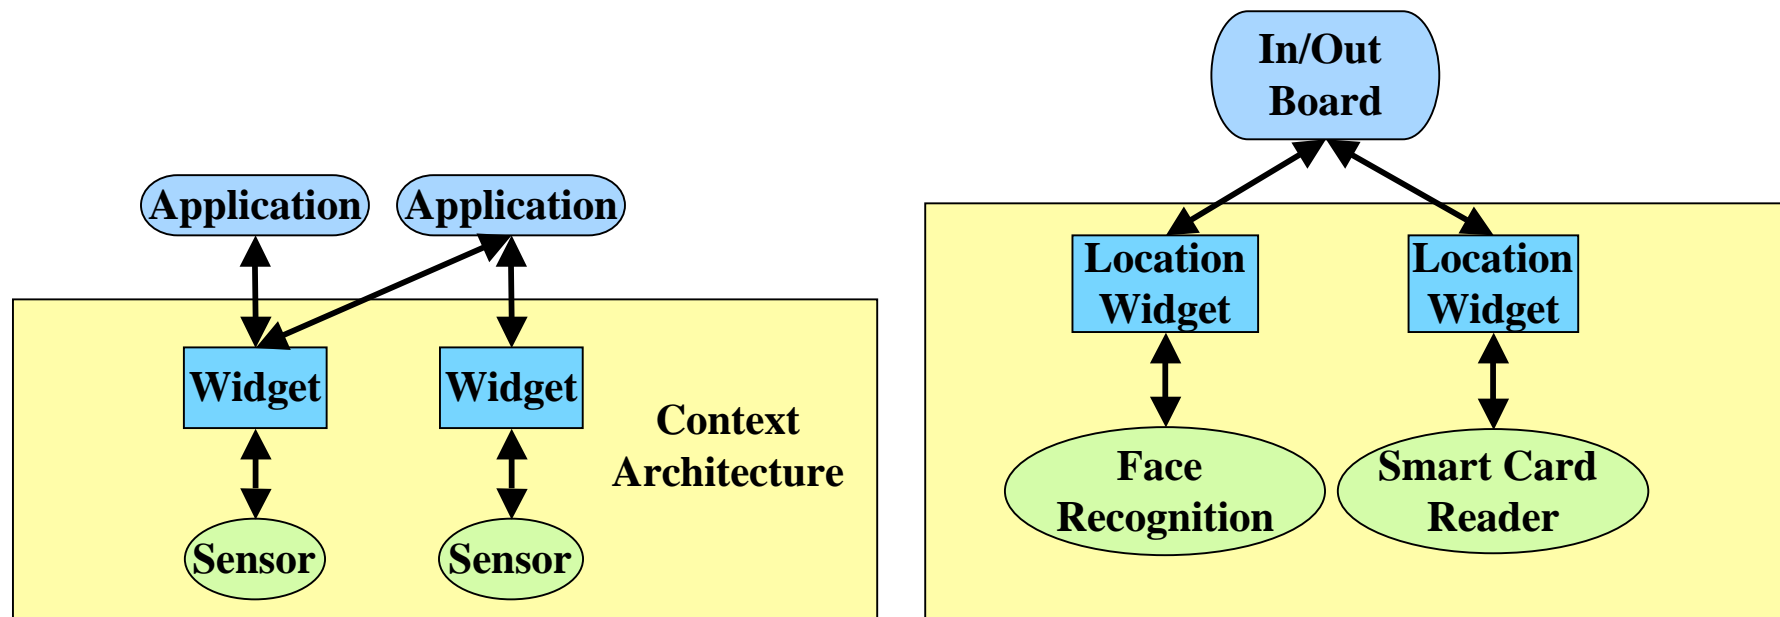 Application
Application
Widget
Widget
Context
Architecture
Sensor
Sensor
In/Out
Board
Location
Widget
Location
Widget
Face
Recognition
Smart Card
Reader